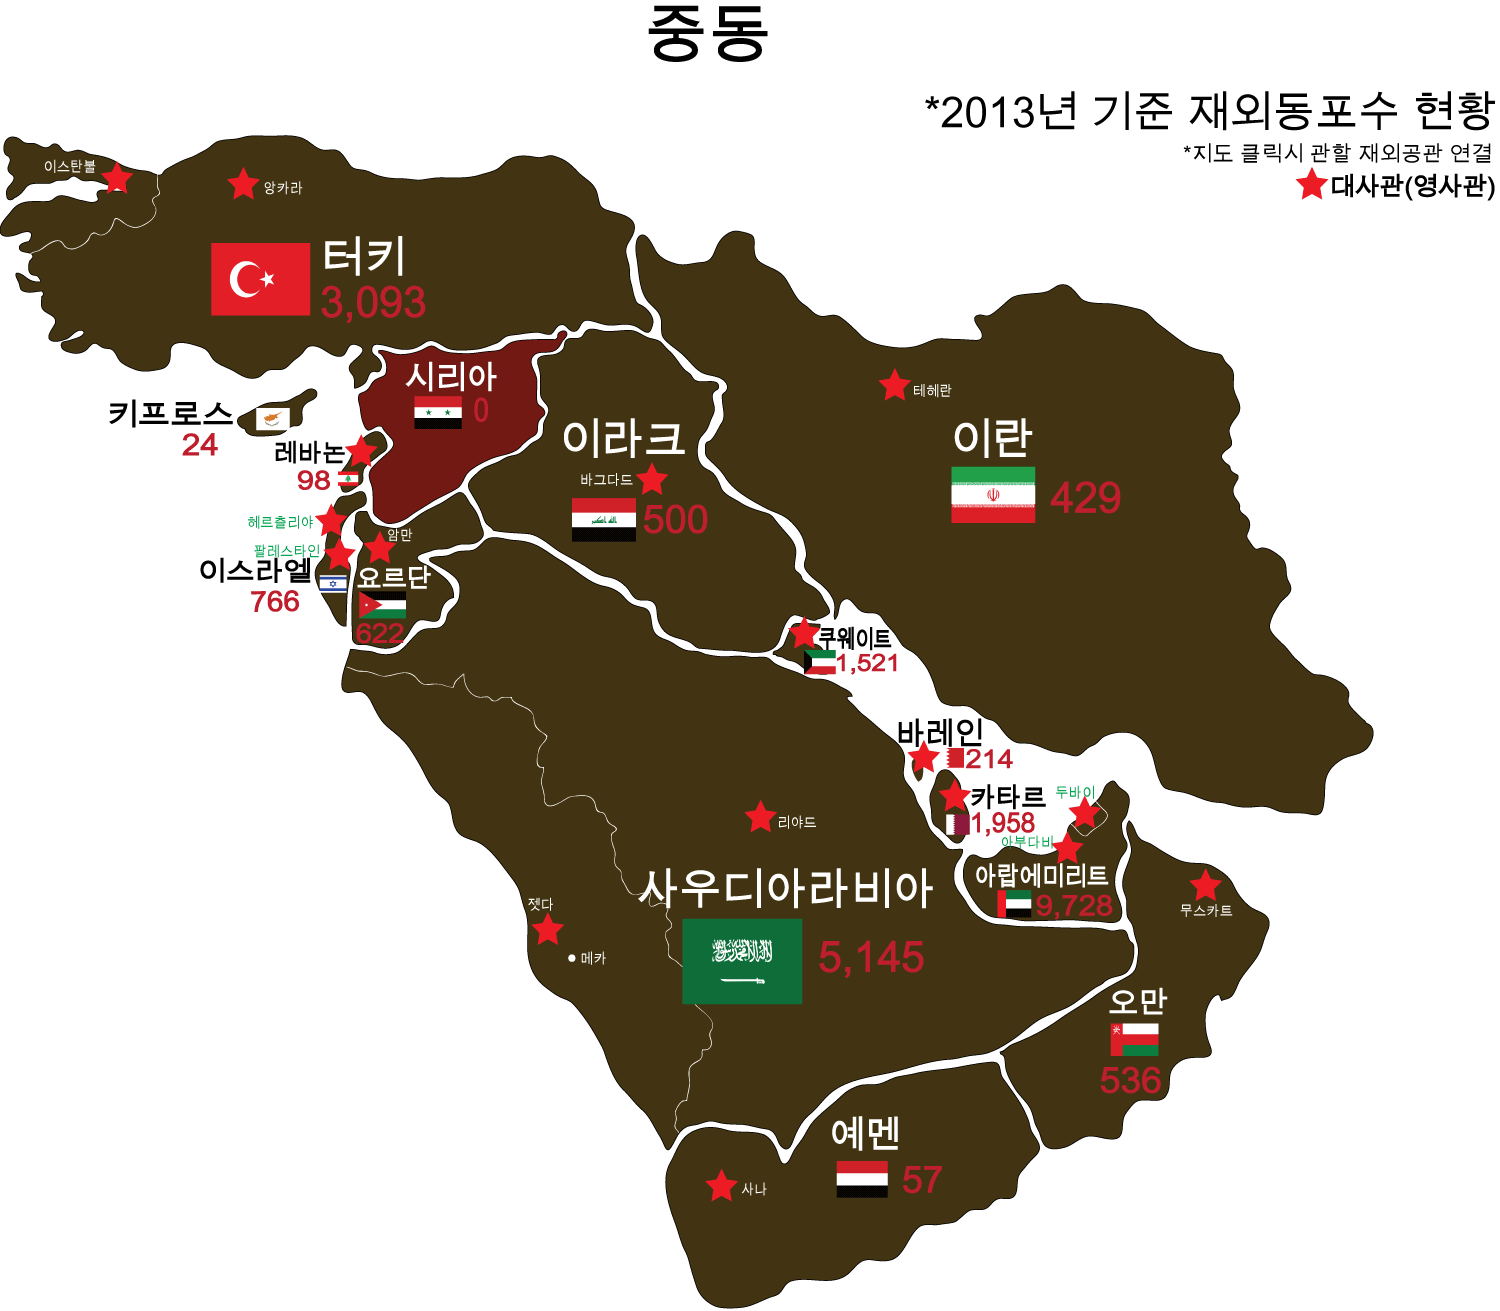 중동
*2013년 기준 재외동포수 현황
*지도 클릭시 관할 재외공관 연결
대사관(영사관)
이스탄불
앙카라
터키
3,093
시리아
0
키프로스
24
레바논
98
이라크
바그다드
500
테헤란
이란
429
헤르츨리야
팔레스타인
이스라엘
766
암만
요르단
622
쿠웨이트
1,521
바레인
214
카타르
1,958
두바이
아부다비
아랍에미리트
9,728
리야드
사우디아라비아
5,145
젯다
메카
무스카트
오만
536
예멘
57
사나